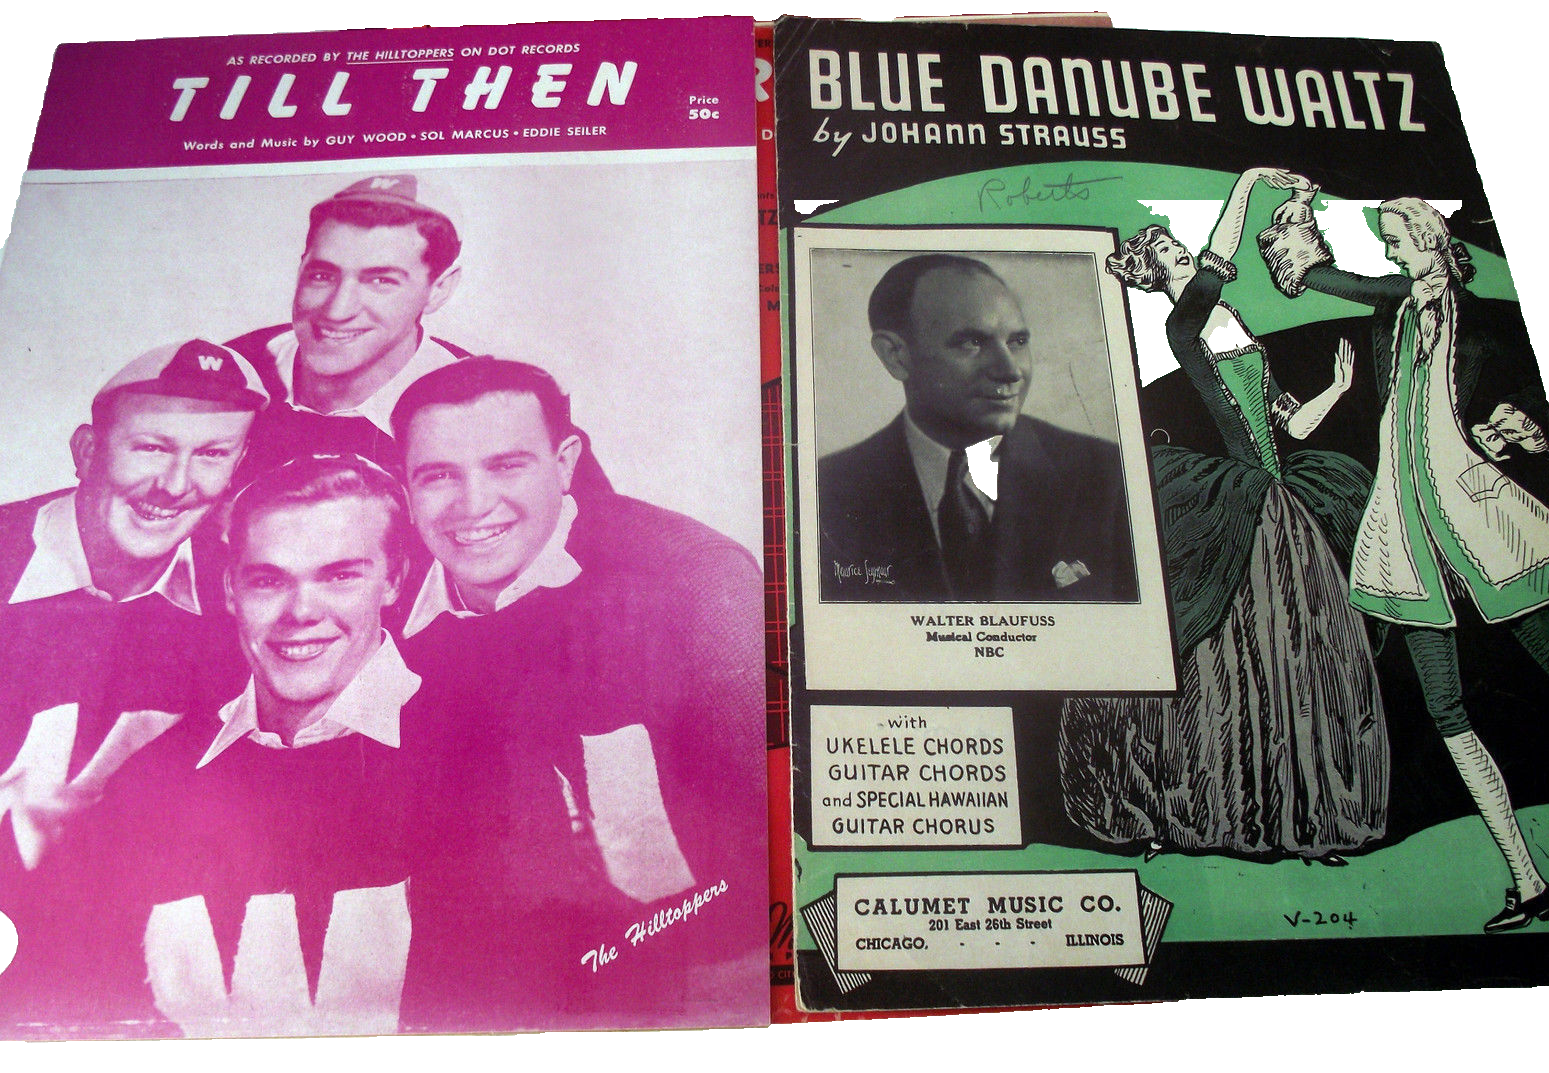 AS RECORDED BY THE HILLTOPPERS ON DOT RECORDS
TILL THEN
Price
50c
Words and Music by GUY WOOD • SOL MARCUS • EDDIE SEILER
W
W
W
The Hilltoppers
BLUE DANUBE WALTZ
by JOHANN STRAUSS
Roberts
Maurice Seymour
WALTER BLAUFUSS
Musical Conductor
NBC
with
UKELELE CHORDS
GUITAR CHORDS
and SPECIAL HAWAIIAN
GUITAR CHORUS
CALUMET MUSIC CO.
201 East 26th Street
CHICAGO, - - - ILLINOIS
V-204